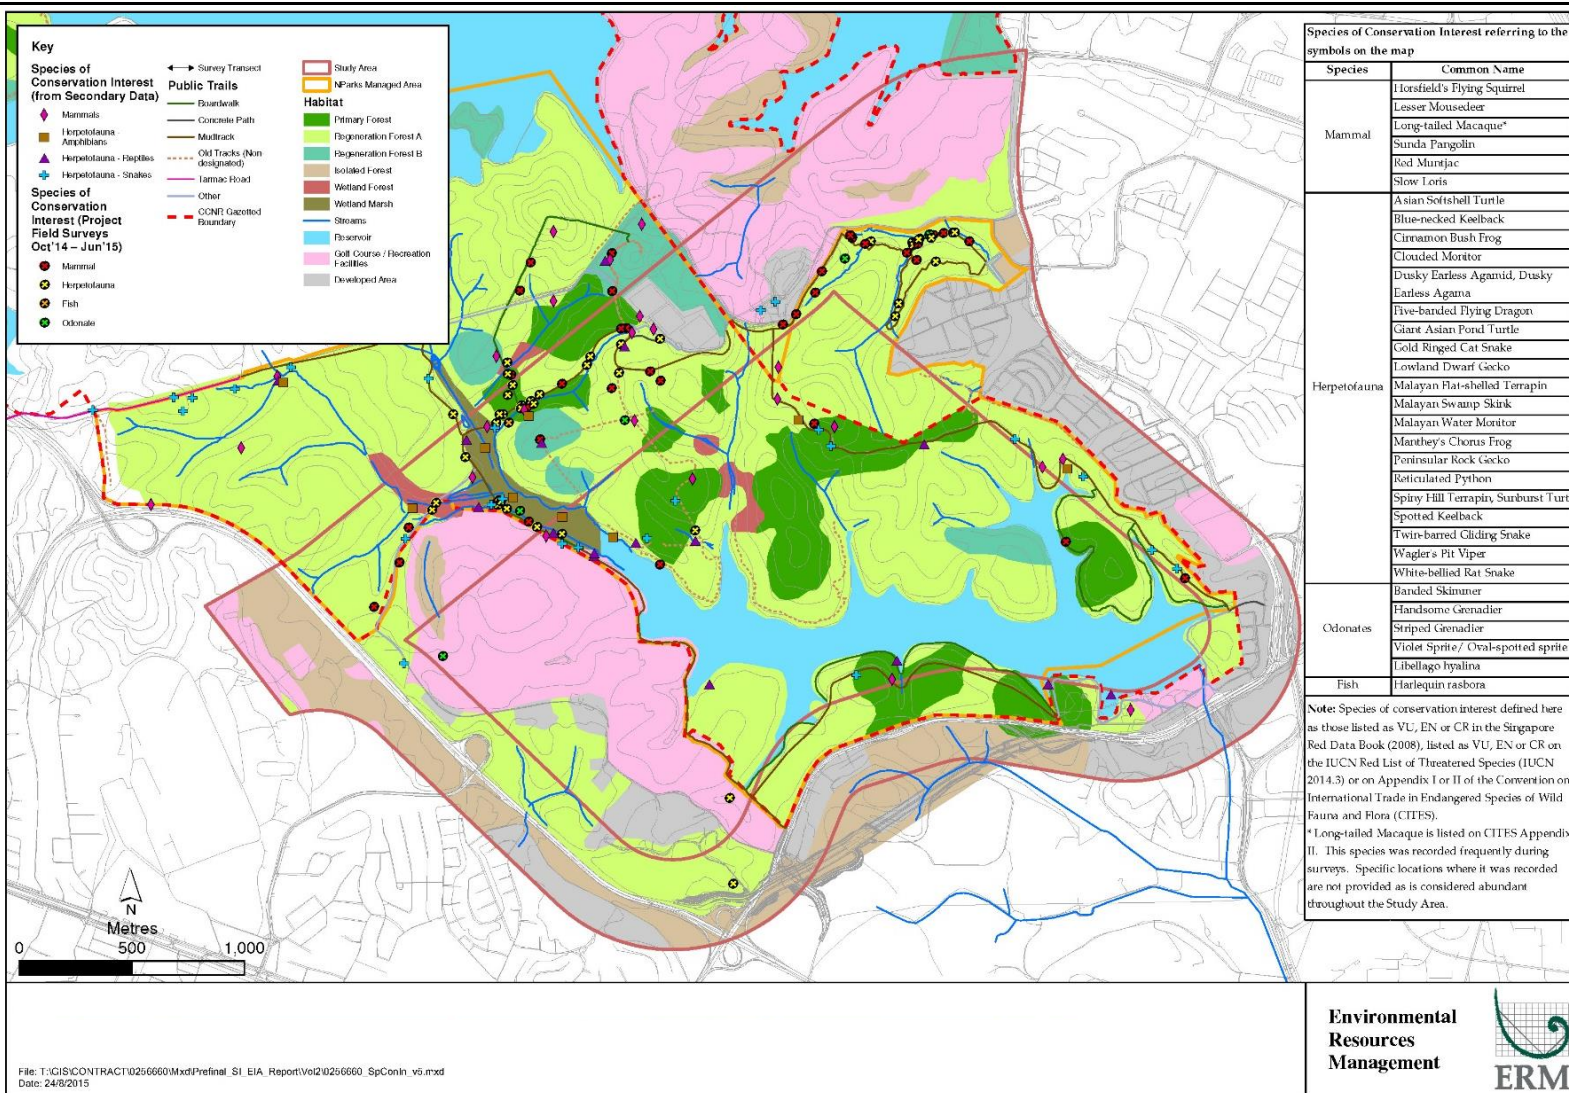 Key
Species of
Conservation Interest
(from Secondary Data)
Mammals
Herpetofauna
Amphibians
Herpetofauna - Reptiles
Herpetofauna - Snakes
Species of
Conservation
Interest (Project
Field Surveys
Oct'14 – Jun'15)
Mammal
Herpetofauna
Fish
Odonate
Survey Transect
Public Trails
Boardwalk
Concrete Path
Mudtrack
Old Tracks (Non
designated)
Tarmac Road
Other
CCNR Gazetted
Boundary
Study Area
NParks Managed Area
Habitat
Primary Forest
Regeneration Forest A
Regeneration Forest B
Isolated Forest
Wetland Forest
Wetland Marsh
Streams
Reservoir
Golf Course / Recreation
Facilities
Developed Area
N
Metres
0 500 1,000
Species of Conservation Interest referring to the
symbols on the map
Species Common Name
Mammal
Horsfield's Flying Squirrel
Lesser Mousedeer
Long-tailed Macaque*
Sunda Pangolin
Red Muntjac
Slow Loris
Herpetofauna
Asian Softshell Turtle
Blue-necked Keelback
Cinnamon Bush Frog
Clouded Monitor
Dusky Earless Agamid, Dusky
Earless Agama
Five-banded Flying Dragon
Giant Asian Pond Turtle
Gold Ringed Cat Snake
Lowland Dwarf Gecko
Malayan Flat-shelled Terrapin
Malayan Swamp Skink
Malayan Water Monitor
Manthey's Chorus Frog
Peninsular Rock Gecko
Reticulated Python
Spiny Hill Terrapin, Sunburst Turt
Spotted Keelback
Twin-barred Gliding Snake
Wagler's Pit Viper
White-bellied Rat Snake
Odonates
Banded Skimmer
Handsome Grenadier
Striped Grenadier
Violet Sprite/ Oval-spotted sprite
Libellago hyalina
Fish Harlequin rasbora
Note: Species of conservation interest defined here
as those listed as VU, EN or CR in the Singapore
Red Data Book (2008), listed as VU, EN or CR on
the IUCN Red List of Threatened Species (IUCN
2014.3) or on Appendix I or II of the Convention on
International Trade in Endangered Species of Wild
Fauna and Flora (CITES).
* Long-tailed Macaque is listed on CITES Appendix
II. This species was recorded frequently during
surveys. Specific locations where it was recorded
are not provided as is considered abundant
throughout the Study Area.
File: T:\GIS\CONTRACT\0256660\Mxd\Prefinal_SI_EIA_Report\Vol2\0256660_SpConIn_v5.mxd
Date: 24/8/2015
Environmental
Resources
Management
ERM